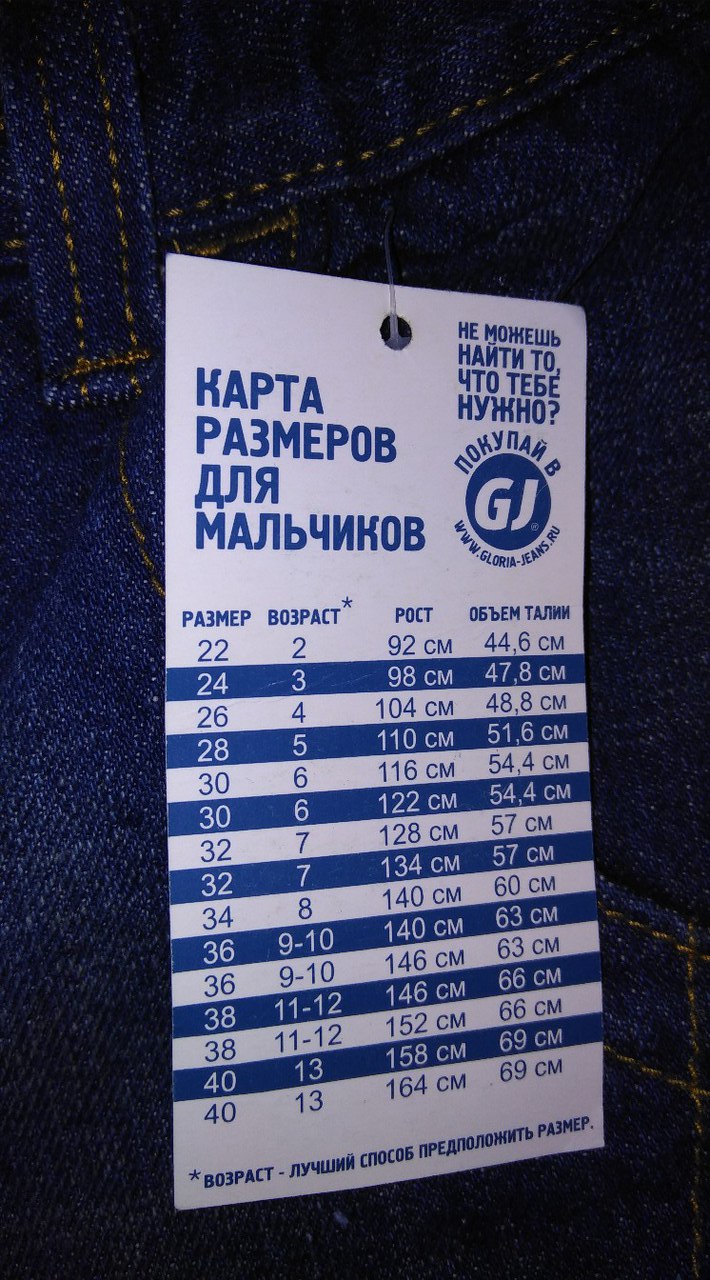 НЕ МОЖЕШЬ
НАЙТИ ТО,
ЧТО ТЕБЕ
НУЖНО?
ПОКУПАЙ В
GJ®
WWW.GLORIA-JEANS.RU
КАРТА
РАЗМЕРОВ
ДЛЯ
МАЛЬЧИКОВ
РАЗМЕР ВОЗРАСТ* РОСТ ОБЪЕМ ТАЛИИ
22 2 92 см 44,6 см
24 3 98 см 47,8 см
26 4 104 см 48,8 см
28 5 110 см 51,6 см
30 6 116 см 54,4 см
30 6 122 см 54,4 см
32 7 128 см 57 см
32 7 134 см 57 см
34 8 140 см 60 см
36 9-10 140 см 63 см
36 9-10 146 см 63 см
38 11-12 146 см 66 см
38 11-12 152 см 66 см
40 13 158 см 69 см
40 13 164 см 69 см
*ВОЗРАСТ - ЛУЧШИЙ СПОСОБ ПРЕДПОЛОЖИТЬ РАЗМЕР.